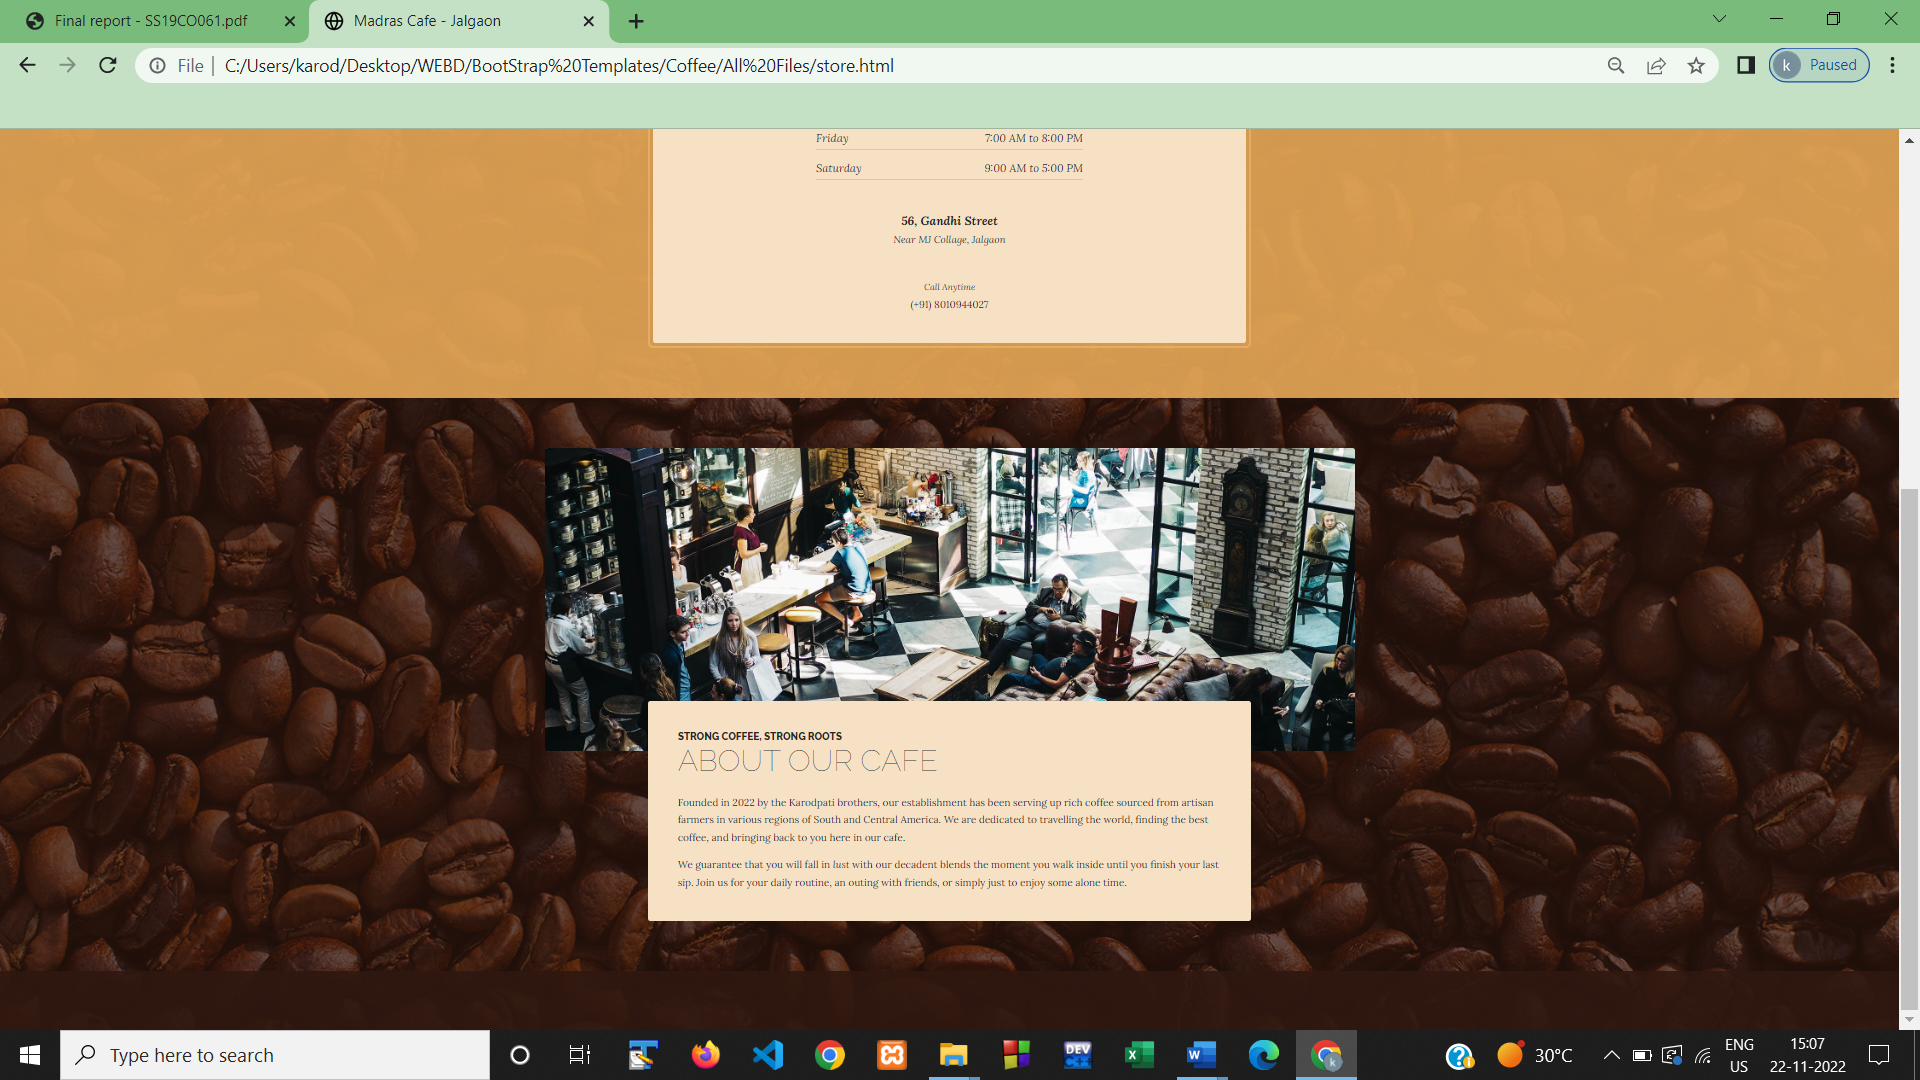 Final report - SS19CO061.pdf
Madras Cafe - Jalgaon
File | C:/Users/karod/Desktop/WEBD/BootStrap%20Templates/Coffee/All%20Files/store.html
k Paused
Friday 7:00 AM to 8:00 PM
Saturday 9:00 AM to 5:00 PM
56, Gandhi Street
Near MJ Collage, Jalgaon
Call Anytime
(+91) 8010944027
STRONG COFFEE, STRONG ROOTS
ABOUT OUR CAFE
Founded in 2022 by the Karodpati brothers, our establishment has been serving up rich coffee sourced from artisan
farmers in various regions of South and Central America. We are dedicated to travelling the world, finding the best
coffee, and bringing back to you here in our cafe.
We guarantee that you will fall in lust with our decadent blends the moment you walk inside until you finish your last
sip. Join us for your daily routine, an outing with friends, or simply just to enjoy some alone time.
Type here to search
DEV
C++
30°C
ENG
US
15:07
22-11-2022